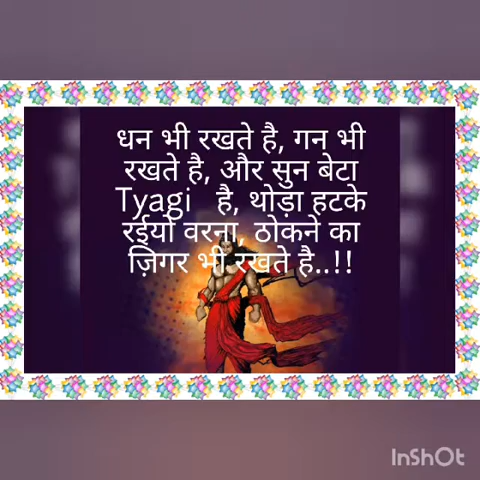 धन भी रखते है, गन भी
रखते है, और सुन बेटा
Tyagi है, थोड़ा हटके
रईयो वरना, ठोकने का
ज़िगर भी रखते है..!!
InShOt